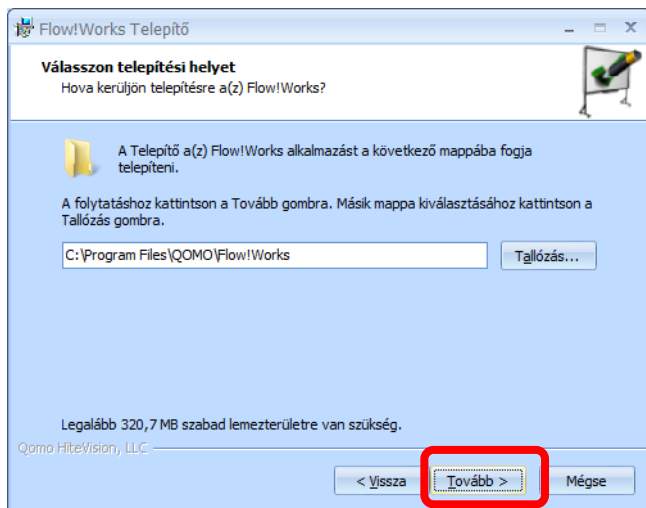 Flow!Works Telepítő
Válasszon telepítési helyet
Hova kerüljön telepítésre a(z) Flow!Works?
A Telepítő a(z) Flow!Works alkalmazást a következő mappába fogja
telepíteni.
A folytatáshoz kattintson a Tovább gombra. Másik mappa kiválasztásához kattintson a
Tallózás gombra.
C:\Program Files\QOMO\Flow!Works
Tallózás...
Legalább 320,7 MB szabad lemezterületre van szükség.
Qomo HiteVision, LLC
< Vissza
Tovább >
Mégse